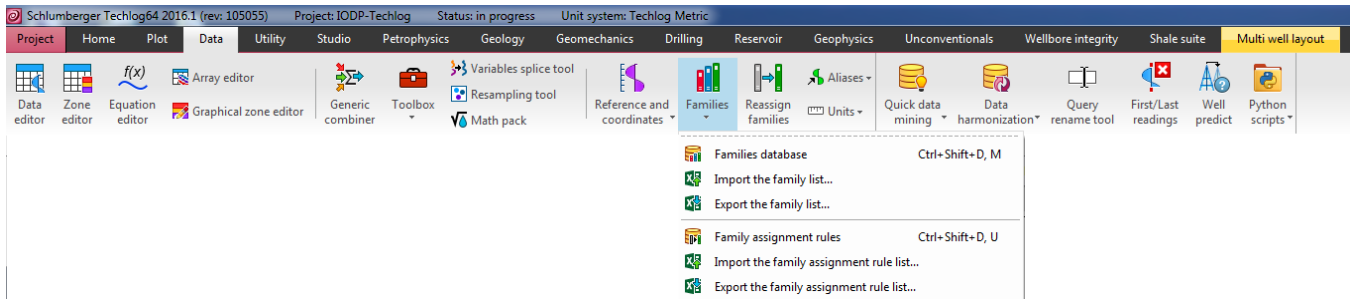 Schlumberger Techlog64 2016.1 (rev: 105055) Project: IODP-Techlog Status: in progress Unit system: Techlog Metric
Project Home Plot Data Utility Studio Petrophysics Geology Geomechanics Drilling Reservoir Geophysics Unconventionals Wellbore integrity Shale suite Multi well layout
Data editor
Zone editor
f(x)
Equation editor
Array editor
Graphical zone editor
Generic combiner
Toolbox
Variables splice tool
Resampling tool
Math pack
Reference and coordinates
Families
Reassign families
Aliases
Units
Quick data mining
Data harmonization
Query rename tool
First/Last readings
Well predict
Python scripts
Families database Ctrl+Shift+D, M
Import the family list...
Export the family list...
Family assignment rules Ctrl+Shift+D, U
Import the family assignment rule list...
Export the family assignment rule list...